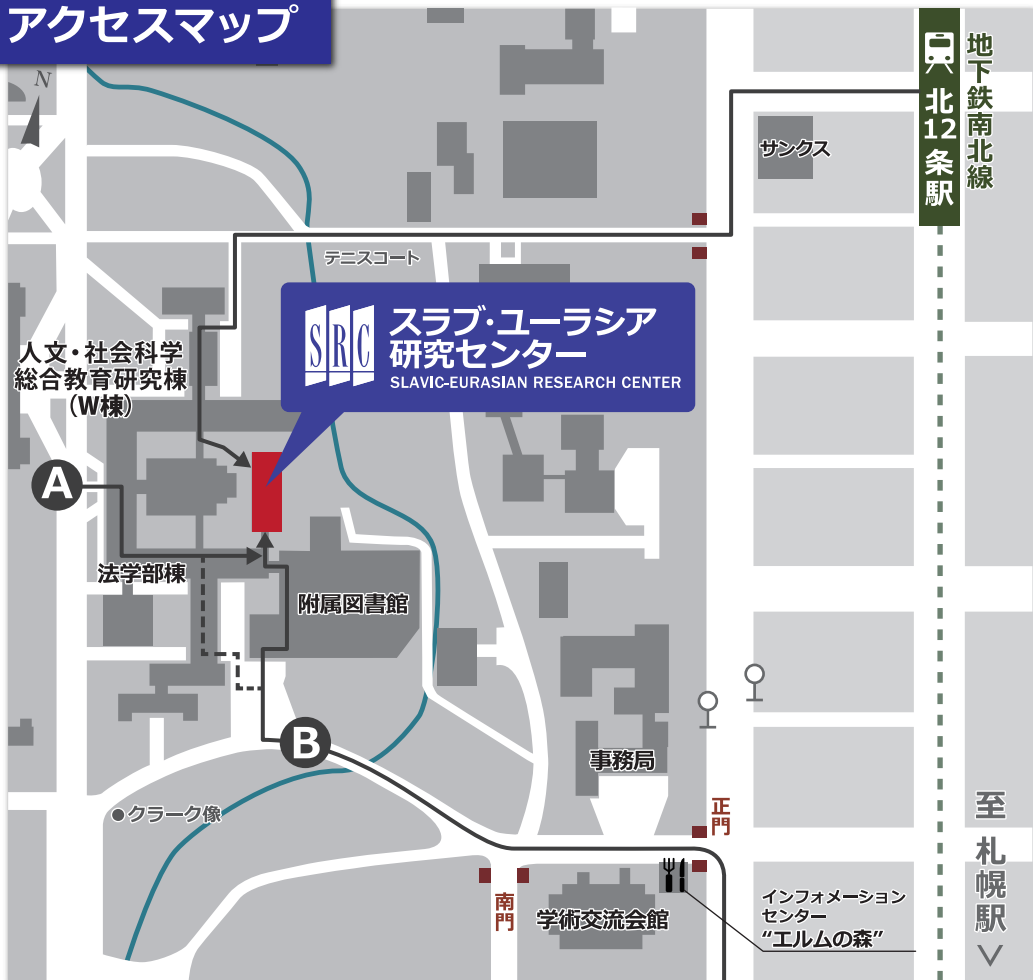 アクセスマップ
N
地下鉄南北線
北12条駅
サンクス
テニスコート
SRC
スラブ・ユーラシア
研究センター
SLAVIC-EURASIAN RESEARCH CENTER
人文・社会科学
総合教育研究棟
(W棟)
A
法学部棟
附属図書館
B
事務局
クラーク像
正門
南門
学術交流会館
インフォメーション
センター
“エルムの森”
至 札幌駅